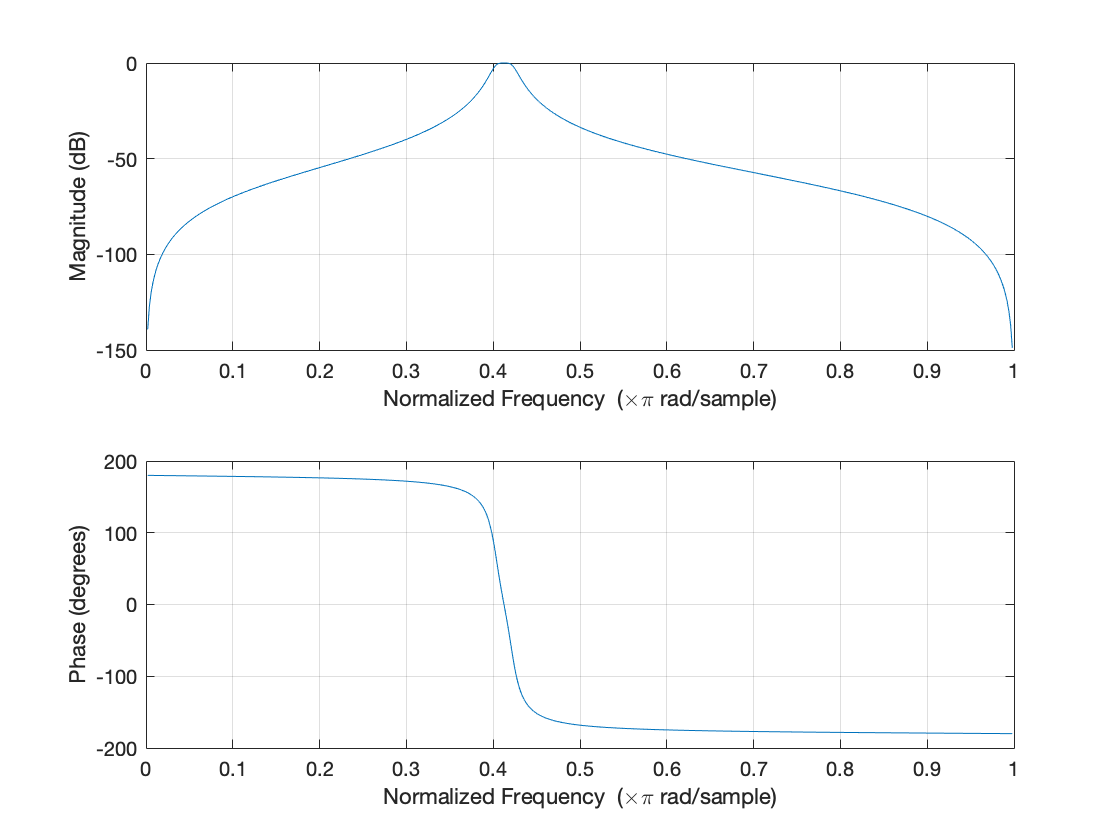 0
-50
-100
-150
Magnitude (dB)
0 0.1 0.2 0.3 0.4 0.5 0.6 0.7 0.8 0.9 1
Normalized Frequency (×π rad/sample)
200
100
0
-100
-200
Phase (degrees)
0 0.1 0.2 0.3 0.4 0.5 0.6 0.7 0.8 0.9 1
Normalized Frequency (×π rad/sample)